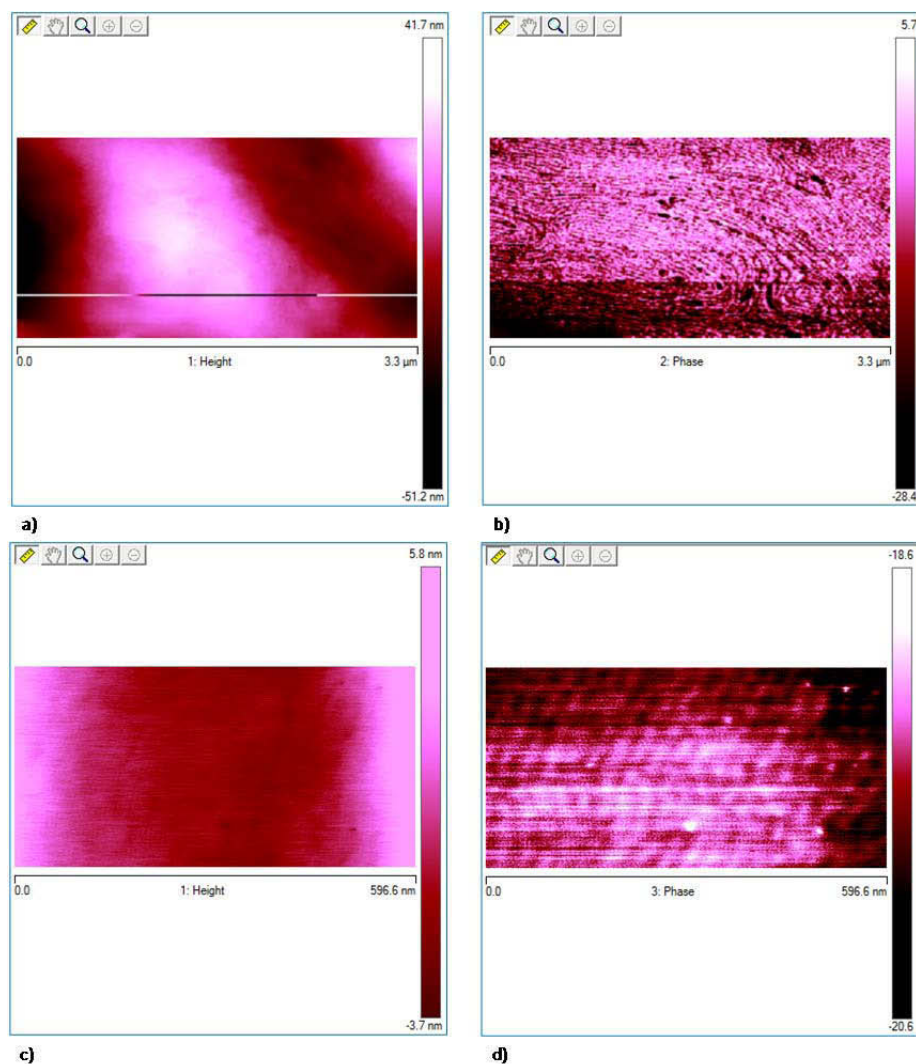 41.7 nm
0.0 1: Height 3.3 µm
-51.2 nm
a)
5.7
0.0 2: Phase 3.3 µm
-28.4
b)
5.8 nm
0.0 1: Height 596.6 nm
-3.7 nm
c)
-18.6
0.0 3: Phase 596.6 nm
-20.6
d)